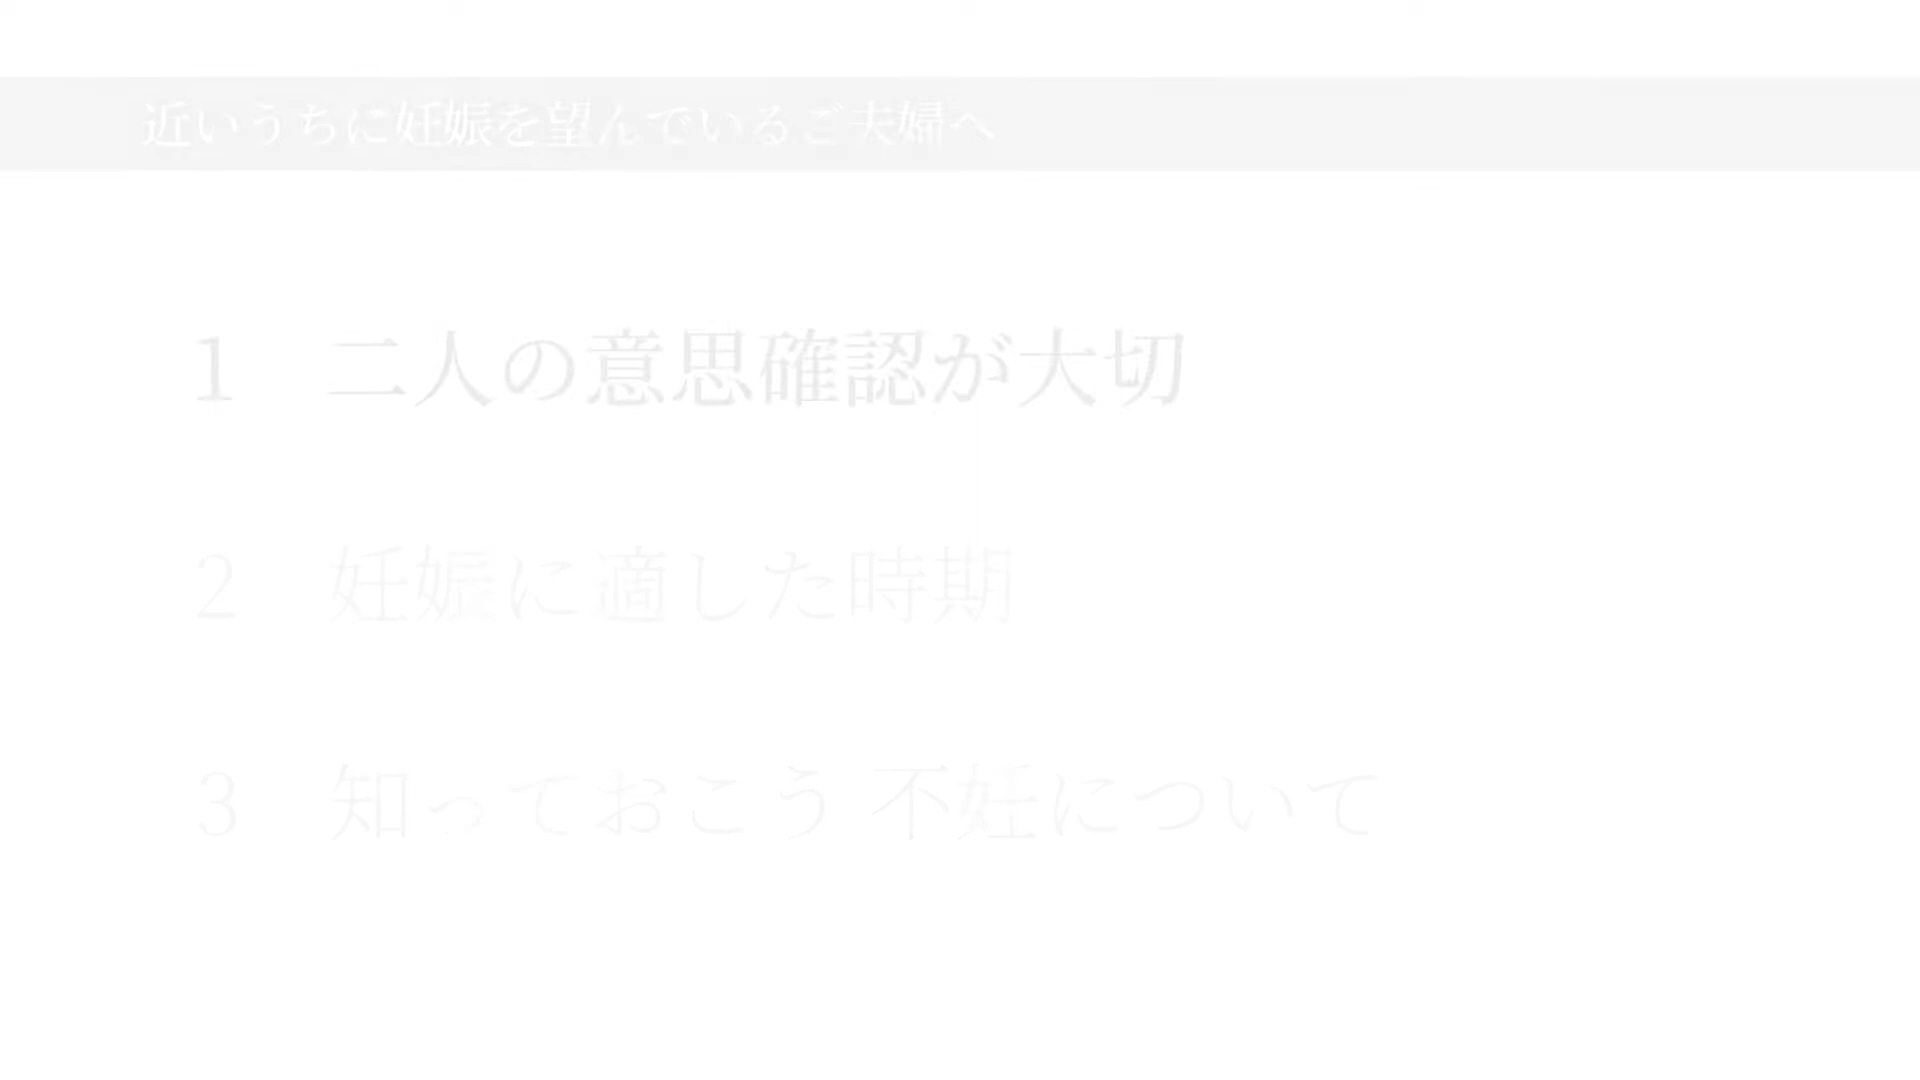 近いうちに妊娠を望んでいるご夫婦へ
1 二人の意思確認が大切
2 妊娠に適した時期
3 知っておこう 不妊について